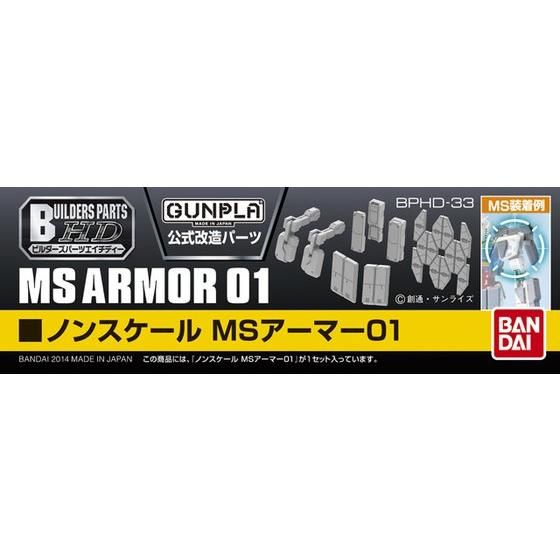 BUILDERS PARTS
HD
ビルダーズパーツエイチディー
GUNPLA
MADE IN JAPAN
公式改造パーツ
BPHD-33
MS装着例
MS ARMOR 01
©創通・サンライズ
■ノンスケール MSアーマー01
BAN
DAI
BANDAI 2014 MADE IN JAPAN この商品には、「ノンスケール MSアーマー01」が1セット入っています。